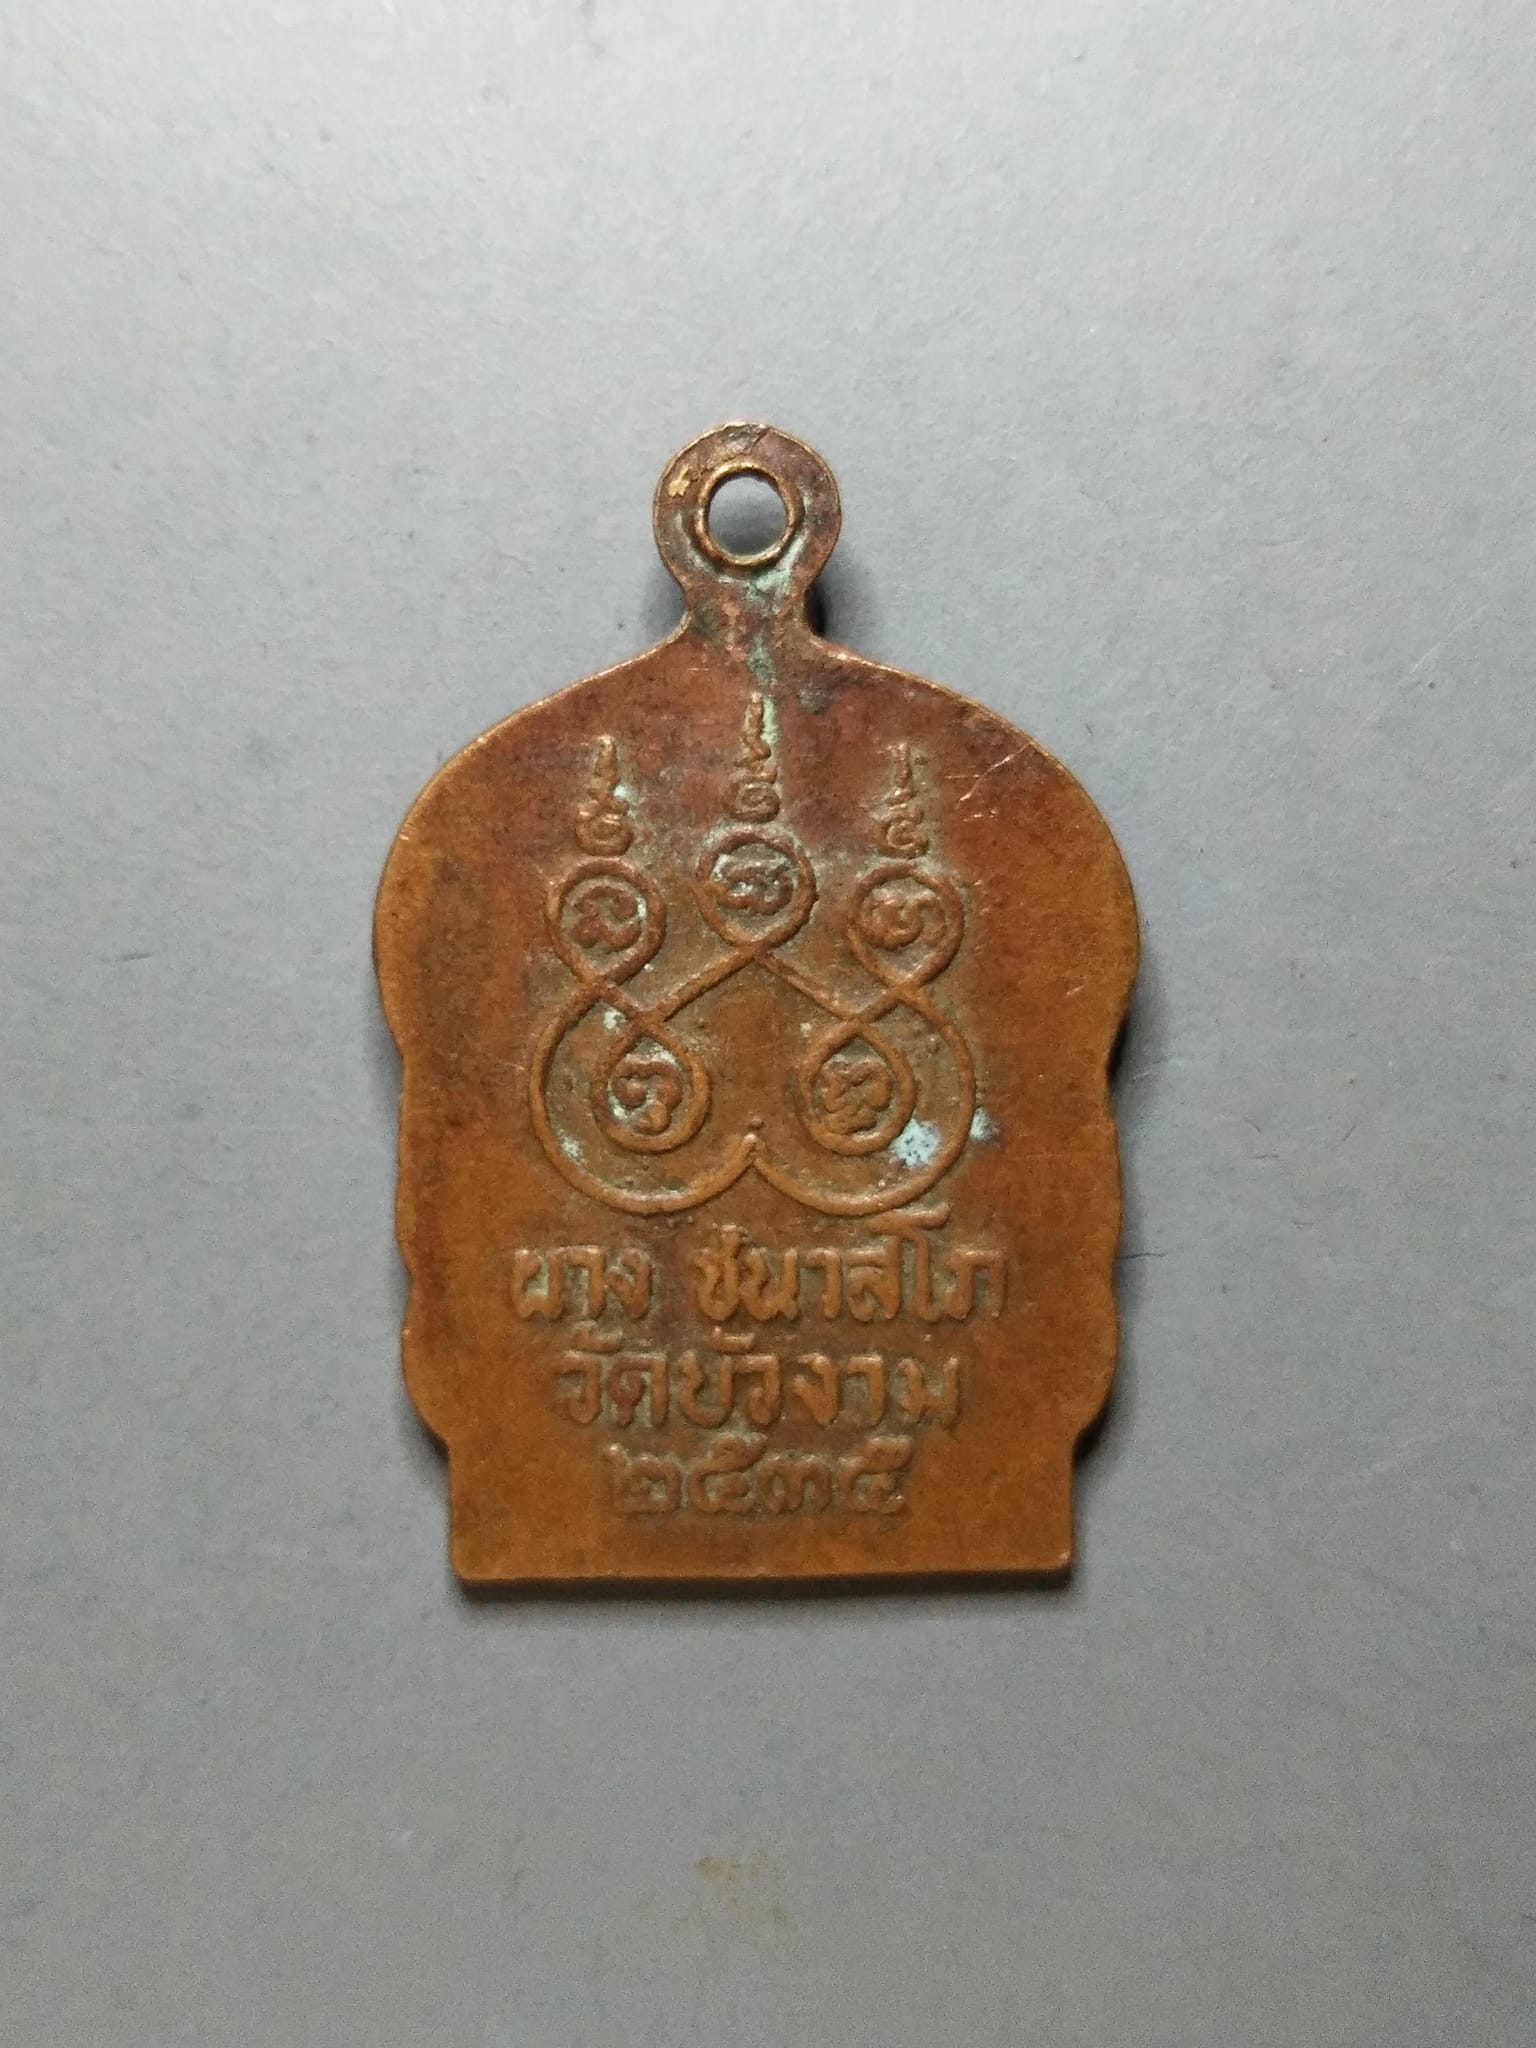 ผาง ชนาสโภ
วัดบัวงาม
๒๕๓๕